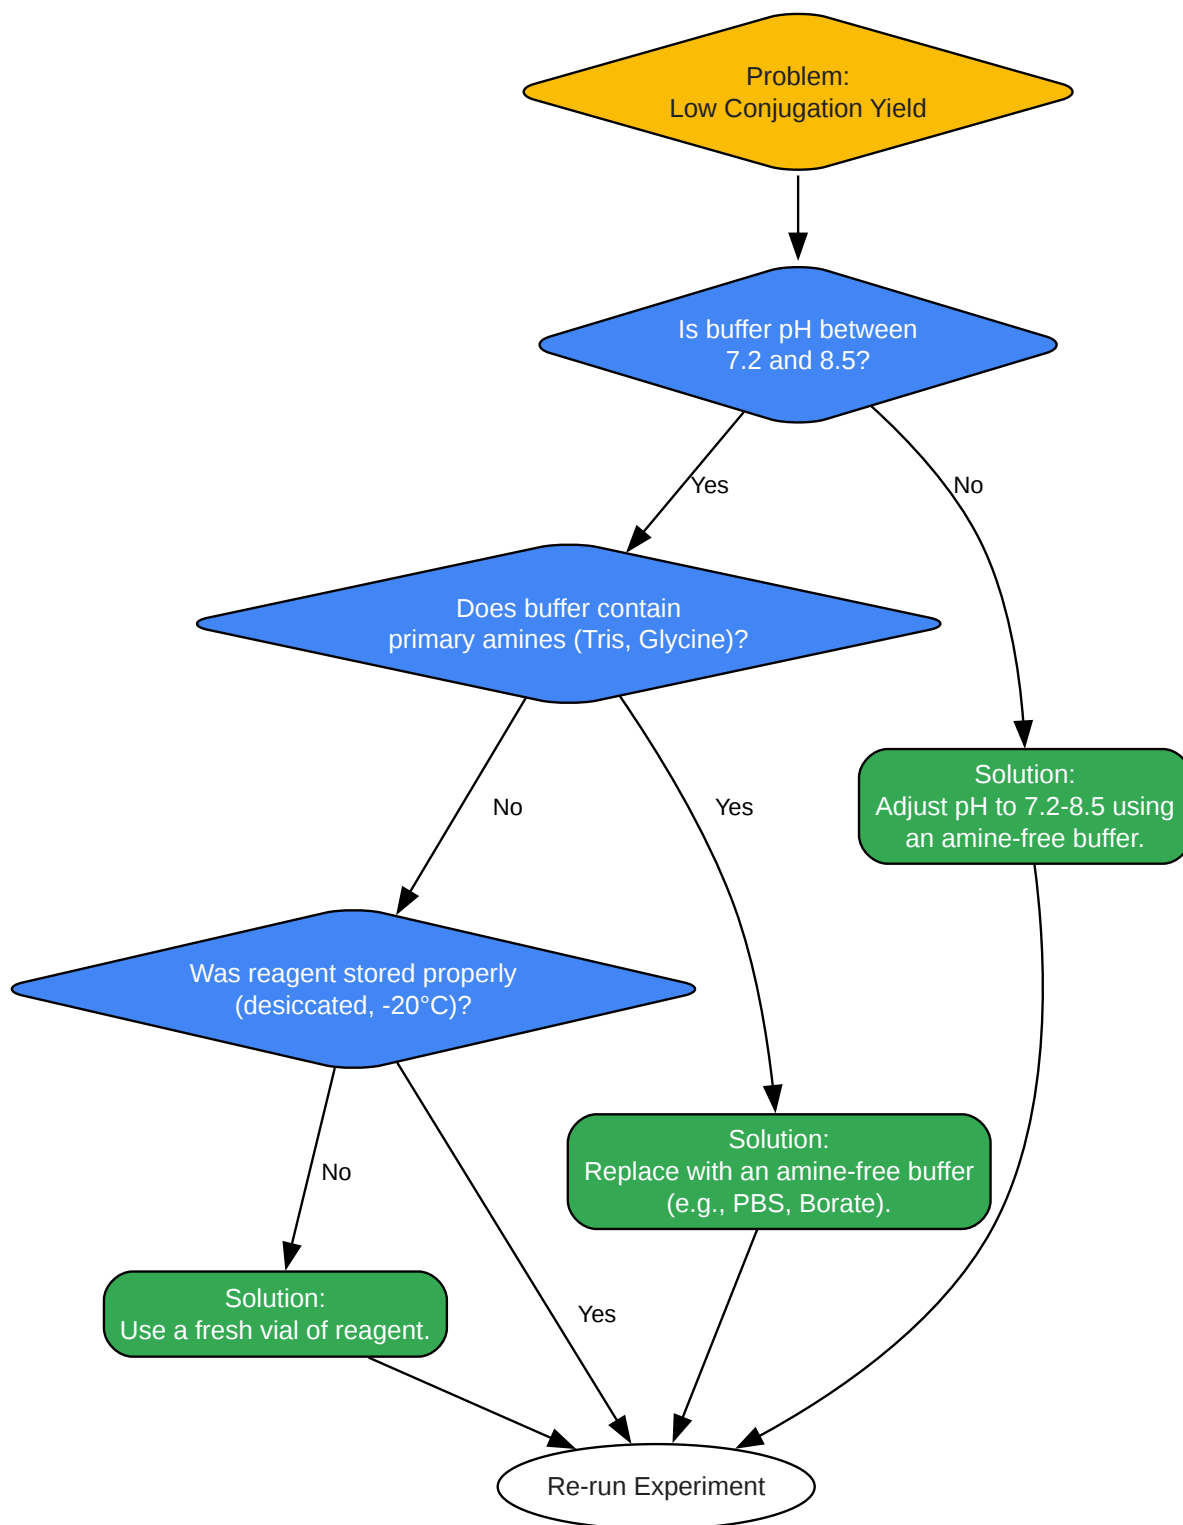 Problem:
Low Conjugation Yield
Is buffer pH between
7.2 and 8.5?
Yes
No
Does buffer contain
primary amines (Tris, Glycine)?
No
Yes
Solution:
Adjust pH to 7.2-8.5 using
an amine-free buffer.
Was reagent stored properly
(desiccated, -20°C)?
No
Yes
Solution:
Replace with an amine-free buffer
(e.g., PBS, Borate).
Solution:
Use a fresh vial of reagent.
Re-run Experiment